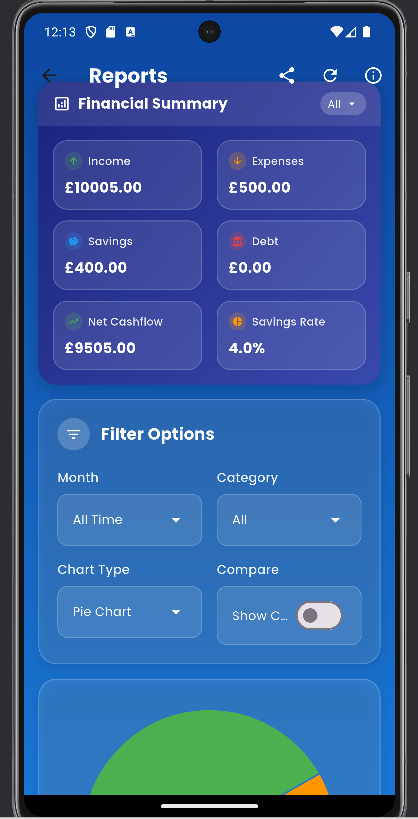 12:13
Reports
Financial Summary
All
Income
£10005.00
Expenses
£500.00
Savings
£400.00
Debt
£0.00
Net Cashflow
£9505.00
Savings Rate
4.0%
Filter Options
Month
Category
All Time
All
Chart Type
Compare
Pie Chart
Show C...